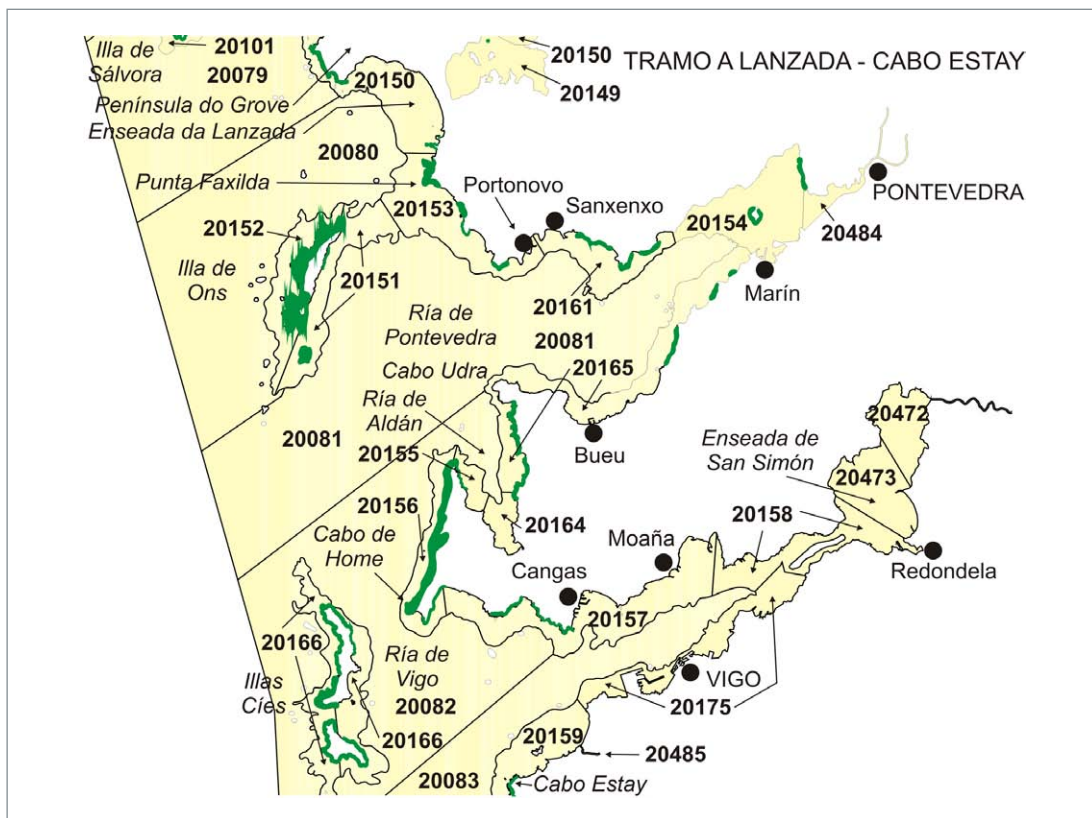 Illa de
Sálvora
20101
20079
20150
20150
20149
TRAMO A LANZADA - CABO ESTAY
Península do Grove
Enseada da Lanzada
20080
Punta Faxilda
Portonovo
Sanxenxo
PONTEVEDRA
20153
20154
20484
20152
Illa de
Ons
20151
20161
Marín
Ría de
Pontevedra
20081
20165
Cabo Udra
Ría de
Aldán
20081
20155
Bueu
20472
Enseada de
San Simón
20473
20156
20164
20158
Moaña
Cabo de
Home
Cangas
Redondela
20157
20166
Illas
Cíes
Ría de
Vigo
20082
VIGO
20175
20166
20159
20485
20083
Cabo Estay